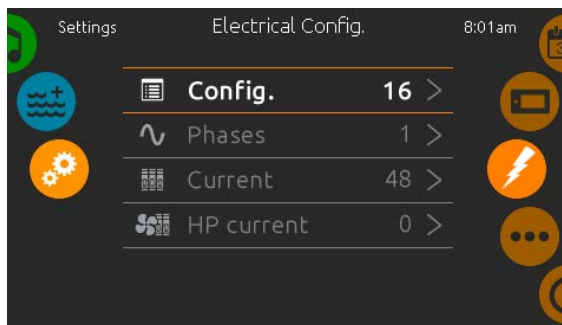 Settings Electrical Config. 8:01am
Config. 16 >
Phases 1 >
Current 48 >
HP current 0 >